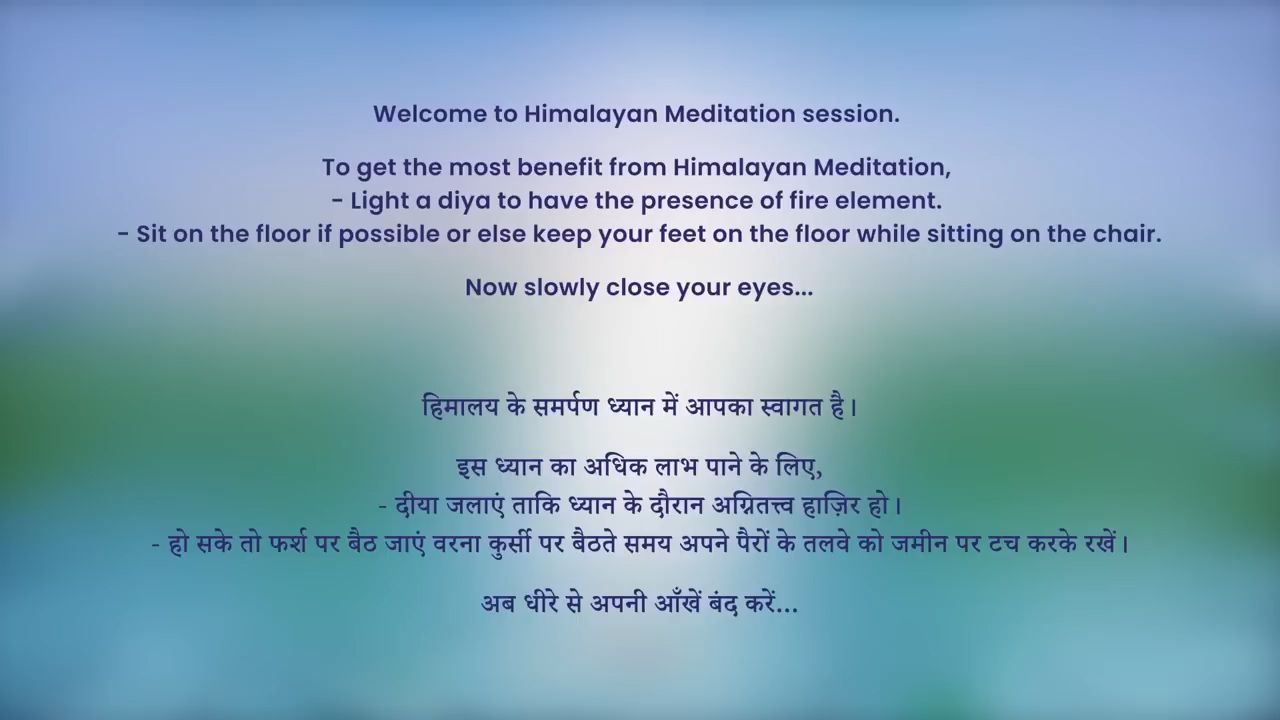 Welcome to Himalayan Meditation session.
To get the most benefit from Himalayan Meditation,
- Light a diya to have the presence of fire element.
- Sit on the floor if possible or else keep your feet on the floor while sitting on the chair.
Now slowly close your eyes...
हिमालय के समर्पण ध्यान में आपका स्वागत है।
इस ध्यान का अधिक लाभ पाने के लिए,
- दीया जलाएं ताकि ध्यान के दौरान अग्नितत्त्व हाज़िर हो।
- हो सके तो फर्श पर बैठ जाएं वरना कुर्सी पर बैठते समय अपने पैरों के तलवे को जमीन पर टच करके रखें।
अब धीरे से अपनी आँखें बंद करें...